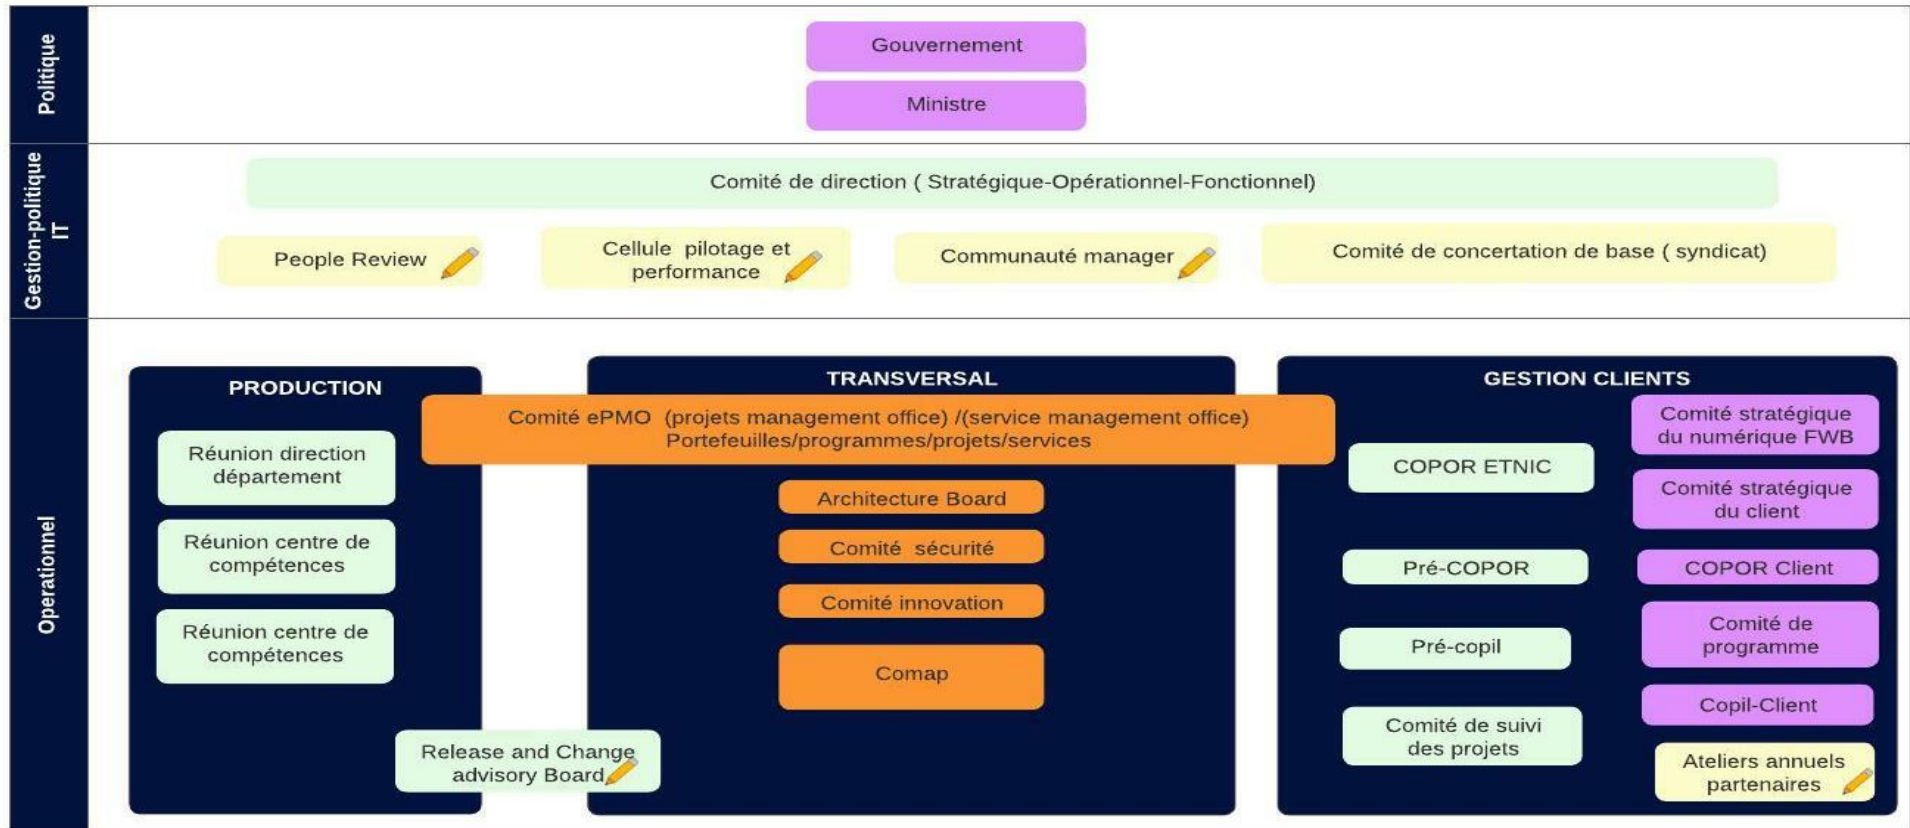 Politique
Gouvernement
Ministre
Gestion-politique
IT
Comité de direction ( Stratégique-Opérationnel-Fonctionnel)
People Review
Cellule pilotage et
performance
Communauté manager
Comité de concertation de base ( syndicat)
Operationnel
PRODUCTION
Réunion direction
département
Réunion centre de
compétences
Réunion centre de
compétences
Release and Change
advisory Board
TRANSVERSAL
Comité ePMO (projets management office) /(service management office)
Portefeuilles/programmes/projets/services
Architecture Board
Comité sécurité
Comité innovation
Comap
GESTION CLIENTS
COPOR ETNIC
Pré-COPOR
Pré-copil
Comité de suivi
des projets
Comité stratégique
du numérique FWB
Comité stratégique
du client
COPOR Client
Comité de
programme
Copil-Client
Ateliers annuels
partenaires